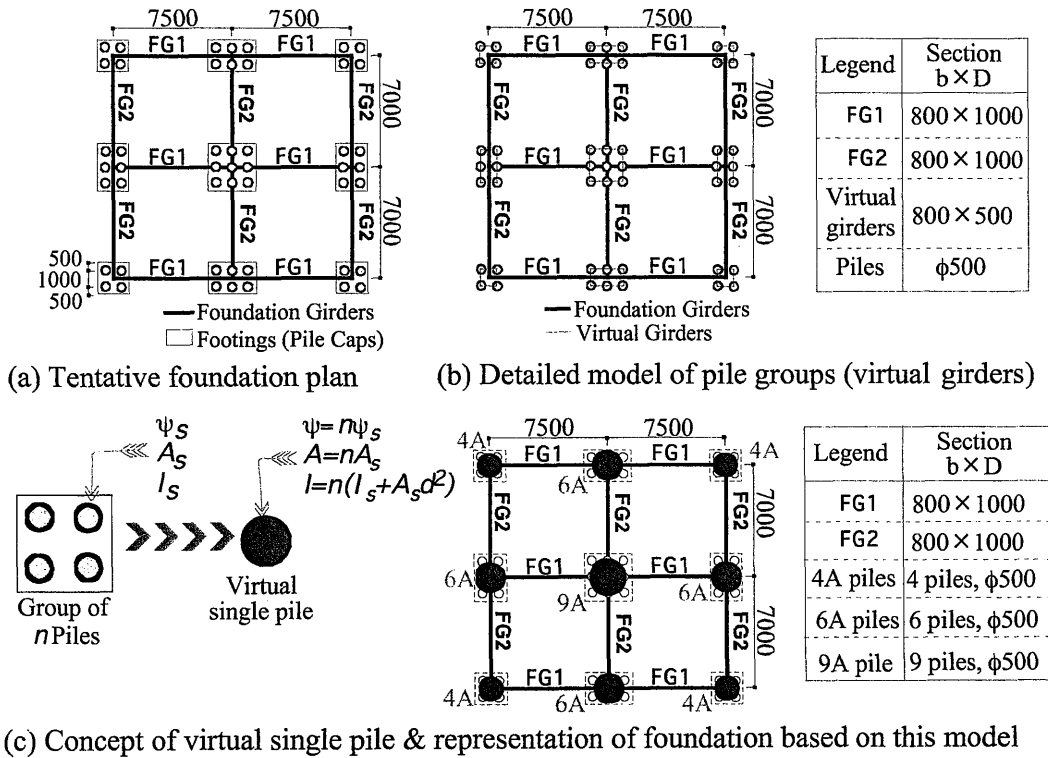 7500 7500
FG1 FG1
FG2 FG2 FG2
7000
FG1 FG1
FG2 FG2 FG2
7000
500
1000
500
FG1 FG1
Foundation Girders
Footings (Pile Caps)
(a) Tentative foundation plan
7500 7500
FG1 FG1
FG2 FG2 FG2
7000
FG1 FG1
FG2 FG2 FG2
7000
FG1 FG1
Foundation Girders
Virtual Girders
(b) Detailed model of pile groups (virtual girders)
Legend Section
b×D
FG1 800×1000
FG2 800×1000
Virtual
girders 800×500
Piles ϕ500
ψs
As
Is
ψ=nψs
A=nAs
I=n(Is+Asd²)
Group of
n Piles
Virtual
single pile
7500 7500
4A FG1 6A FG1 4A
FG2 FG2 FG2
7000
6A FG1 9A FG1 6A
FG2 FG2 FG2
7000
4A FG1 6A FG1 4A
Legend Section
b×D
FG1 800×1000
FG2 800×1000
4A piles 4 piles, ϕ500
6A piles 6 piles, ϕ500
9A pile 9 piles, ϕ500
(c) Concept of virtual single pile & representation of foundation based on this model